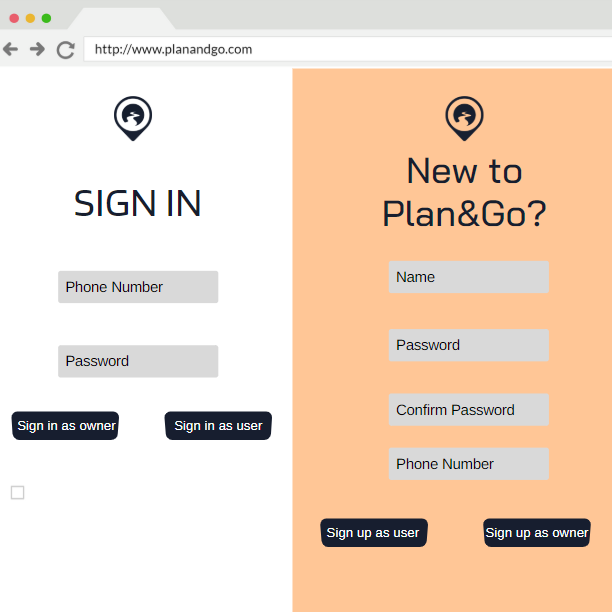 http://www.planandgo.com
SIGN IN
Phone Number
Password
Sign in as owner
Sign in as user
New to
Plan&Go?
Name
Password
Confirm Password
Phone Number
Sign up as user
Sign up as owner